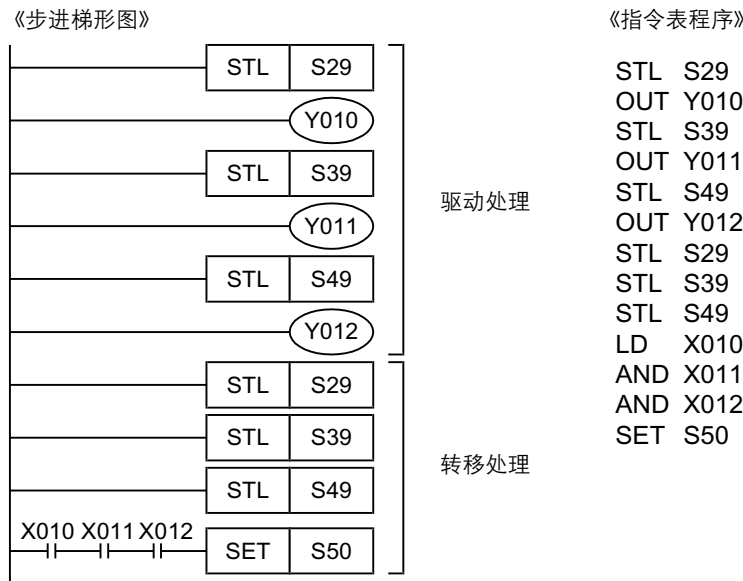 《步进梯形图》
STL S29
Y010
STL S39
Y011
STL S49
Y012
驱动处理
STL S29
STL S39
STL S49
X010 X011 X012
SET S50
转移处理
《指令表程序》
STL S29
OUT Y010
STL S39
OUT Y011
STL S49
OUT Y012
STL S29
STL S39
STL S49
LD X010
AND X011
AND X012
SET S50